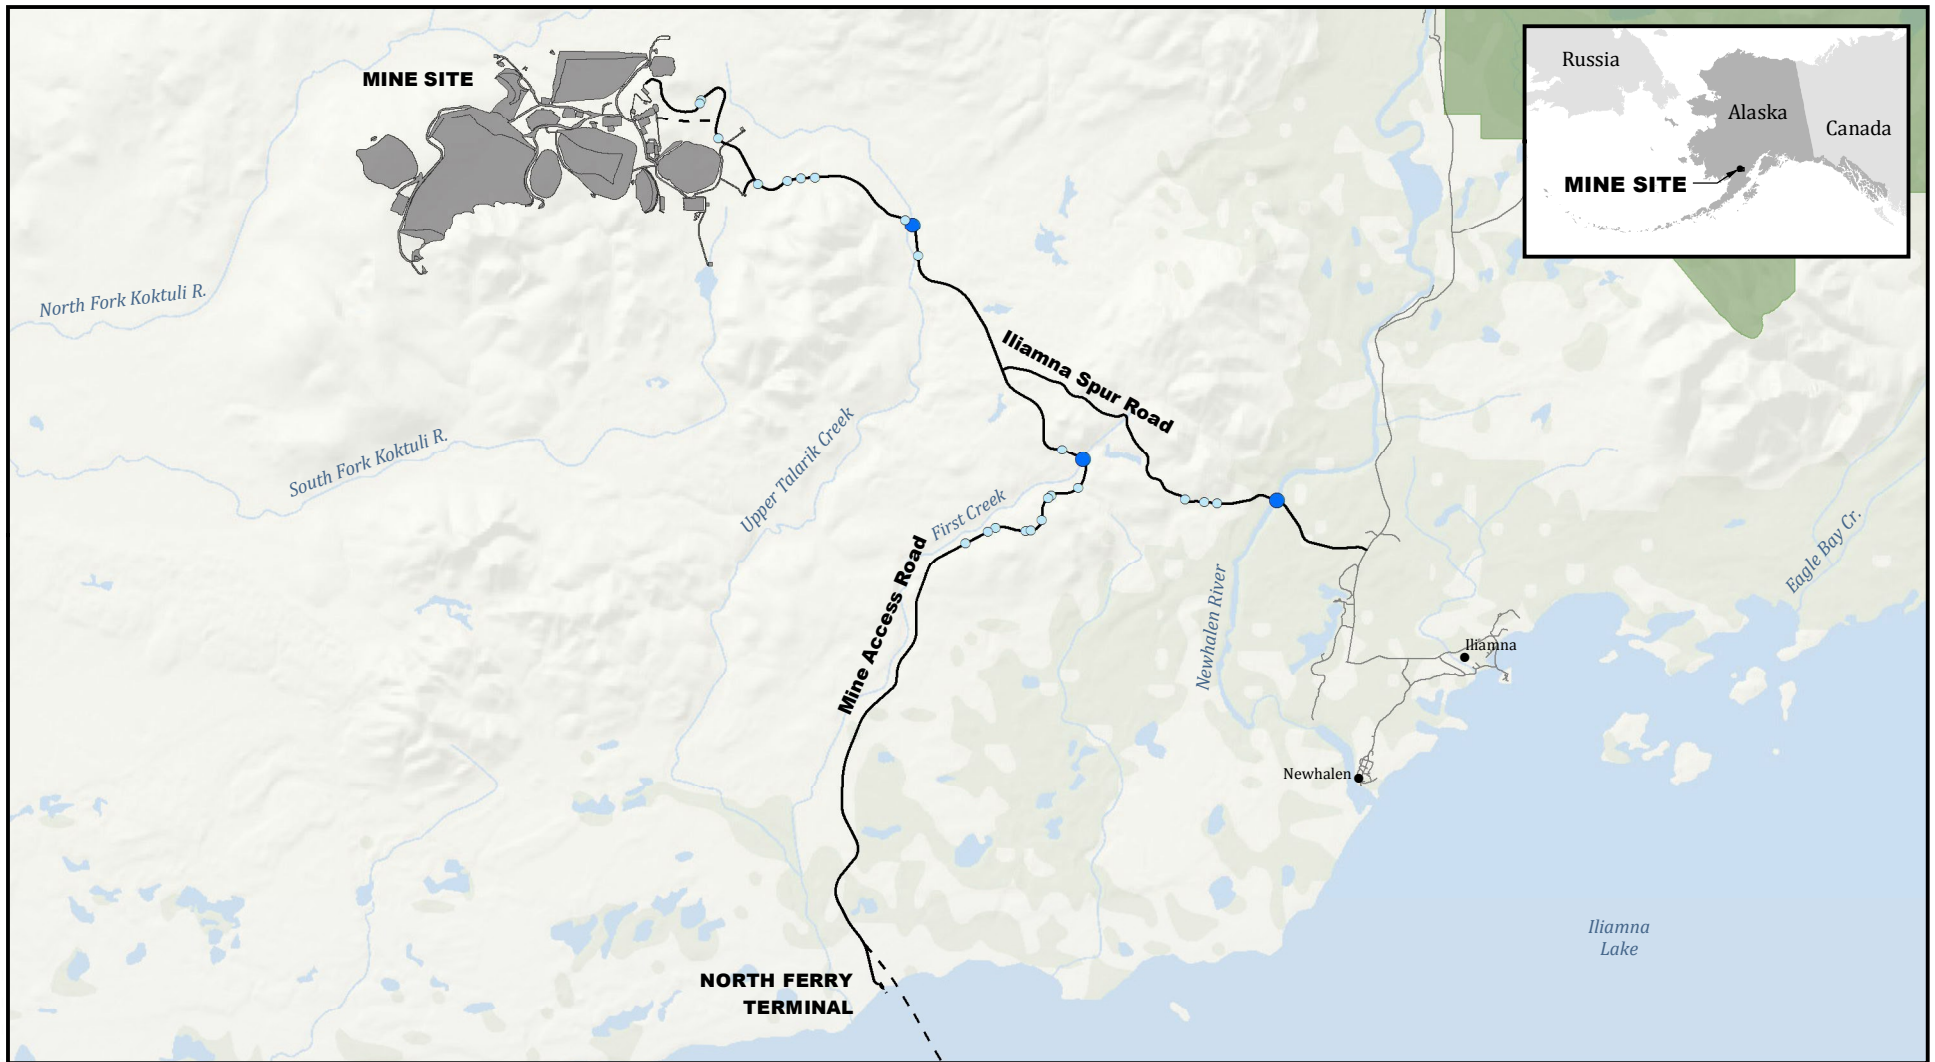 MINE SITE
Russia
Alaska
Canada
MINE SITE
North Fork Koktuli R.
Iliamna Spur Road
South Fork Koktuli R.
Upper Talarik Creek
First Creek
Mine Access Road
Newhalen River
Eagle Bay Cr.
Iliamna
Newhalen
Iliamna
Lake
NORTH FERRY
TERMINAL